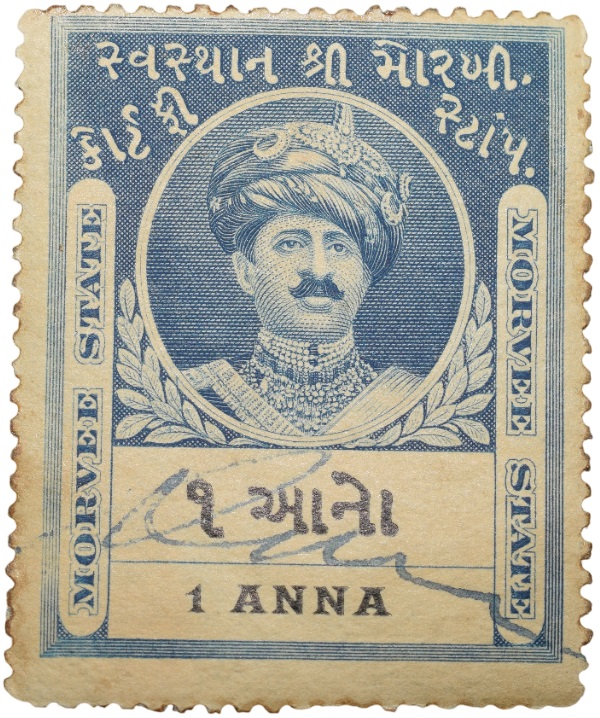 સ્વસ્થાન શ્રી મોરબી.
કોર્ટ ફી સ્ટાંપ.
MORVEE STATE
MORVEE STATE
૧ આનો
1 ANNA